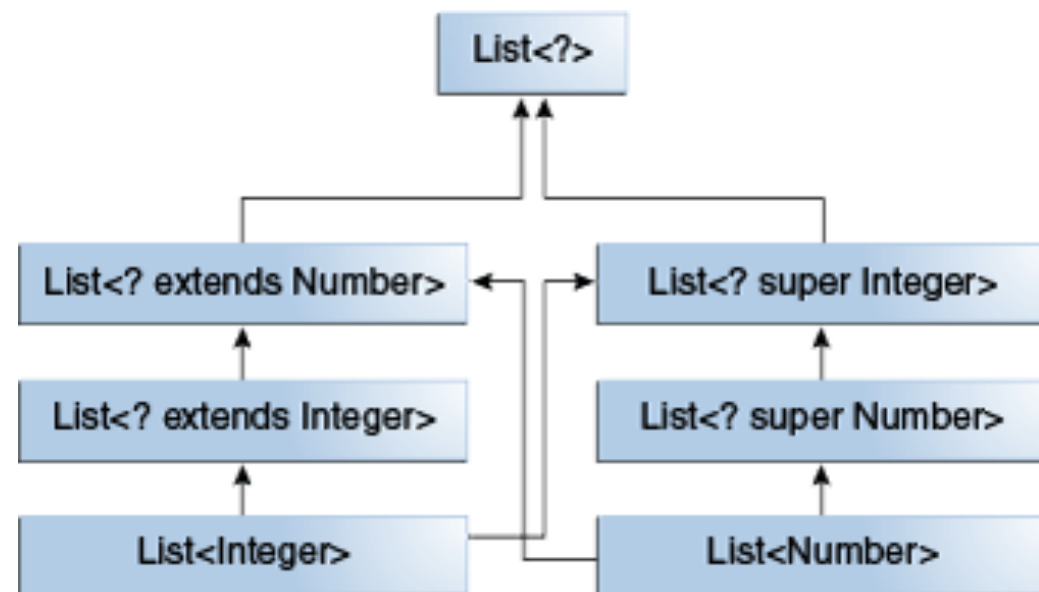 List<?>
List<? extends Number>
List<? super Integer>
List<? extends Integer>
List<? super Number>
List<Integer>
List<Number>